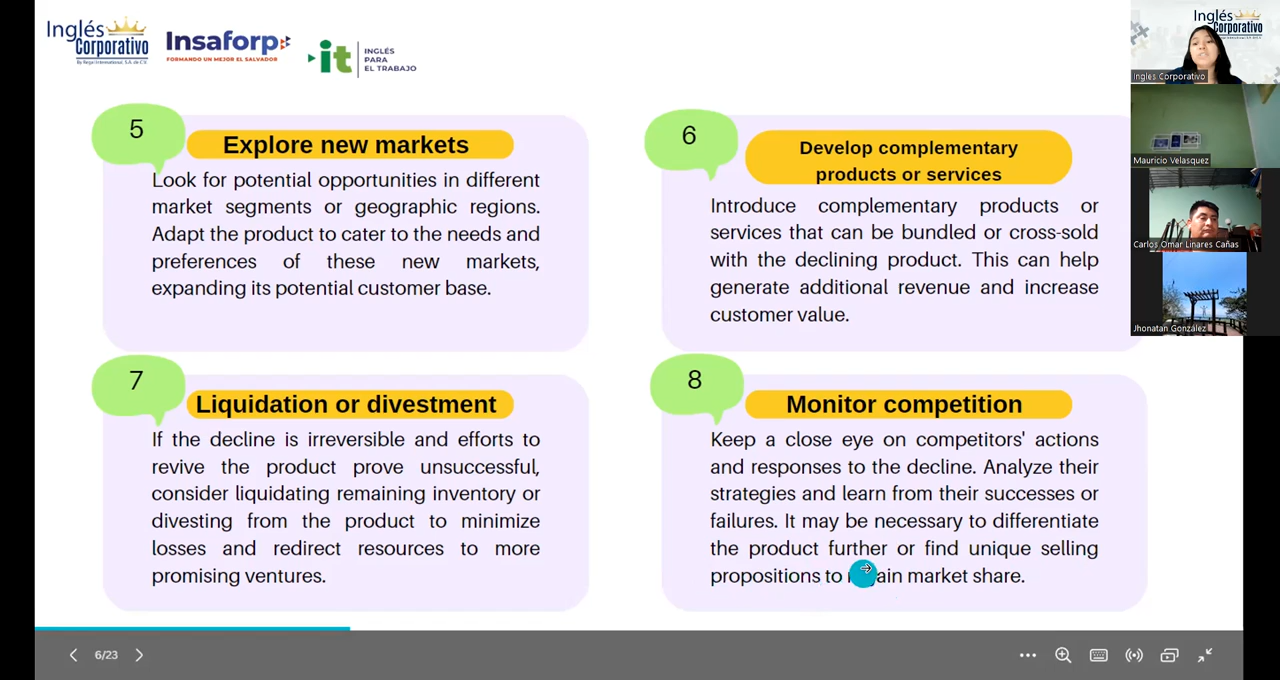 Inglés
Corporativo
By Regal International, S.A. de C.V.
Insaforp
FORMANDO UN MEJOR EL SALVADOR
it
INGLÉS
PARA
EL TRABAJO
5
Explore new markets
Look for potential opportunities in different
market segments or geographic regions.
Adapt the product to cater to the needs and
preferences of these new markets,
expanding its potential customer base.
6
Develop complementary
products or services
Introduce complementary products or
services that can be bundled or cross-sold
with the declining product. This can help
generate additional revenue and increase
customer value.
7
Liquidation or divestment
If the decline is irreversible and efforts to
revive the product prove unsuccessful,
consider liquidating remaining inventory or
divesting from the product to minimize
losses and redirect resources to more
promising ventures.
8
Monitor competition
Keep a close eye on competitors' actions
and responses to the decline. Analyze their
strategies and learn from their successes or
failures. It may be necessary to differentiate
the product further or find unique selling
propositions to market share.
6/23
Inglés
Corporativo
Ingles Corporativo
Mauricio Velasquez
Carlos Omar Linares Cañas
Jhonatan González